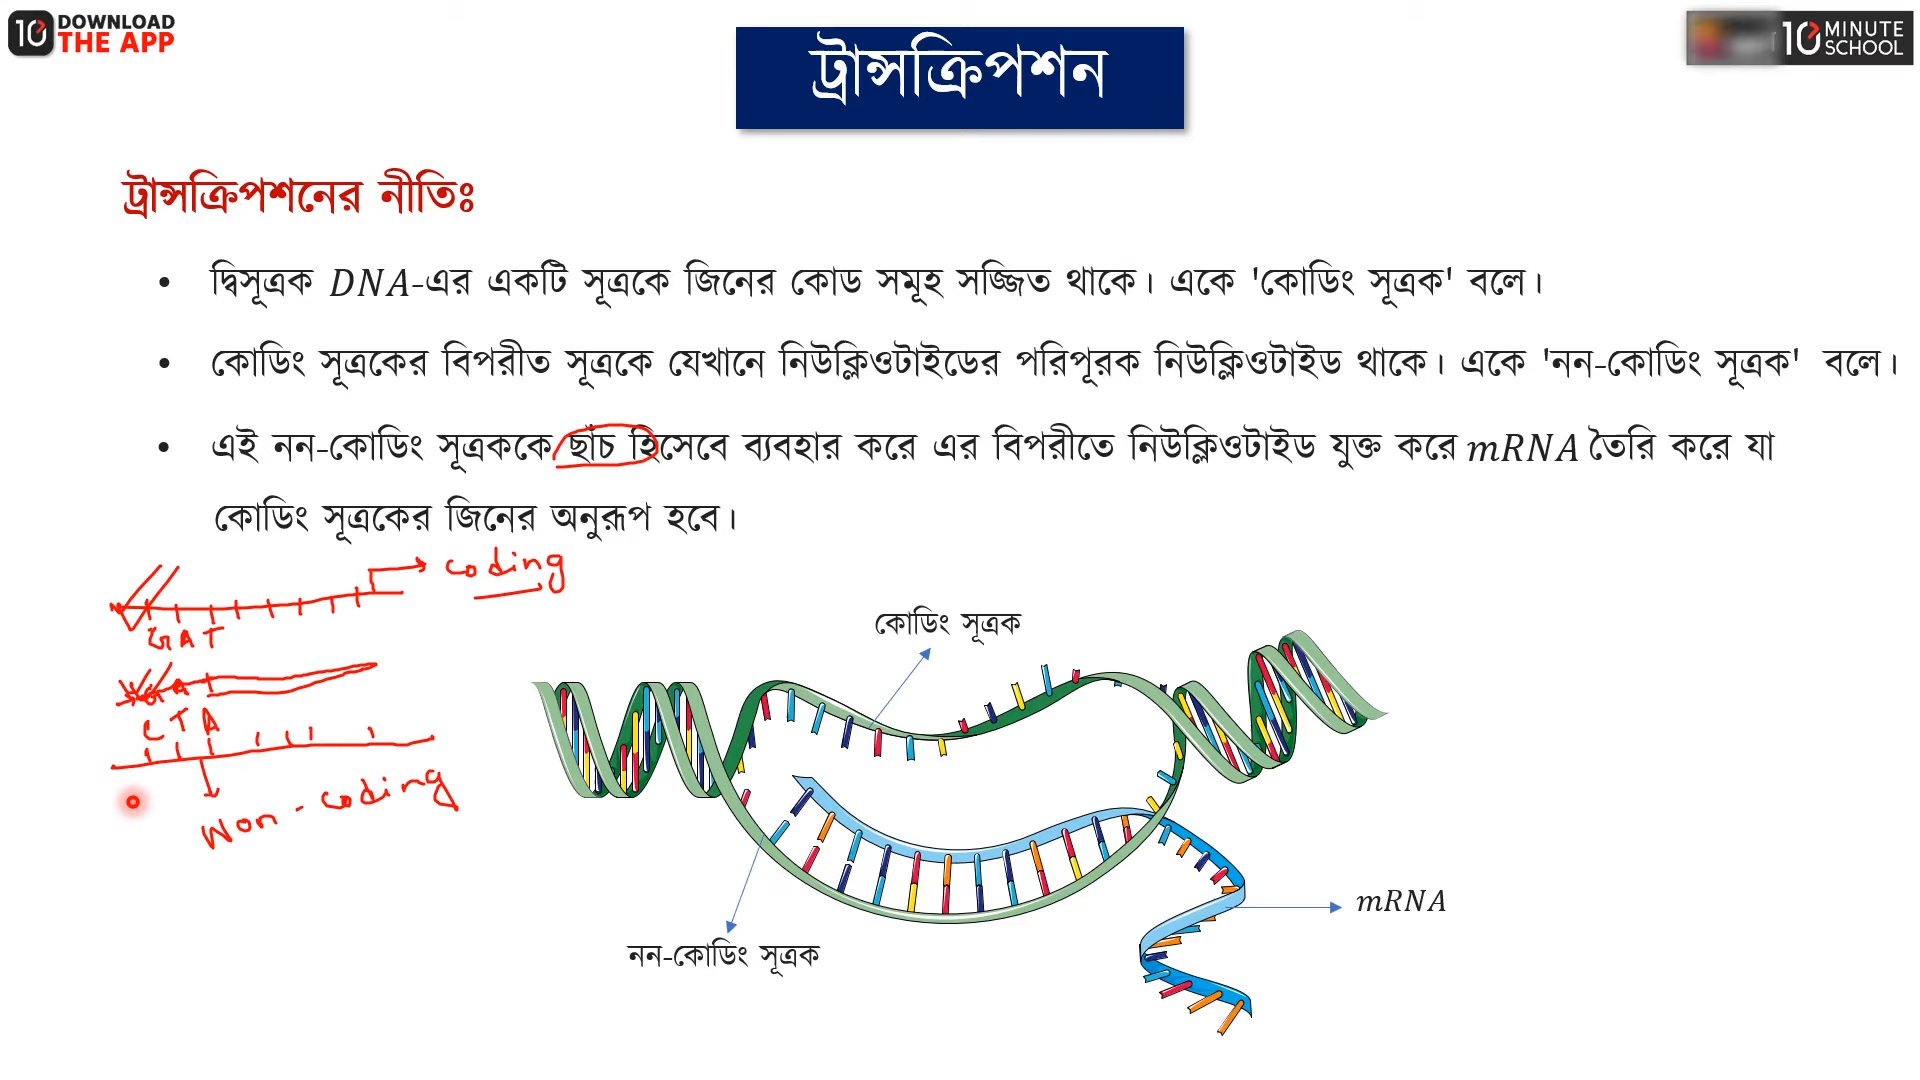 10 DOWNLOAD
THE APP
10 MINUTE
SCHOOL
ট্রান্সক্রিপশন
ট্রান্সক্রিপশনের নীতিঃ
• দ্বিসূত্রক DNA-এর একটি সূত্রকে জিনের কোড সমূহ সজ্জিত থাকে। একে 'কোডিং সূত্রক' বলে।
• কোডিং সূত্রকের বিপরীত সূত্রকে যেখানে নিউক্লিওটাইডের পরিপূরক নিউক্লিওটাইড থাকে। একে 'নন-কোডিং সূত্রক' বলে।
• এই নন-কোডিং সূত্রককে ছাঁচ হিসেবে ব্যবহার করে এর বিপরীতে নিউক্লিওটাইড যুক্ত করে mRNA তৈরি করে যা
কোডিং সূত্রকের জিনের অনুরূপ হবে।
coding
G A T
G A T
C T A
Non-coding
কোডিং সূত্রক
mRNA
নন-কোডিং সূত্রক